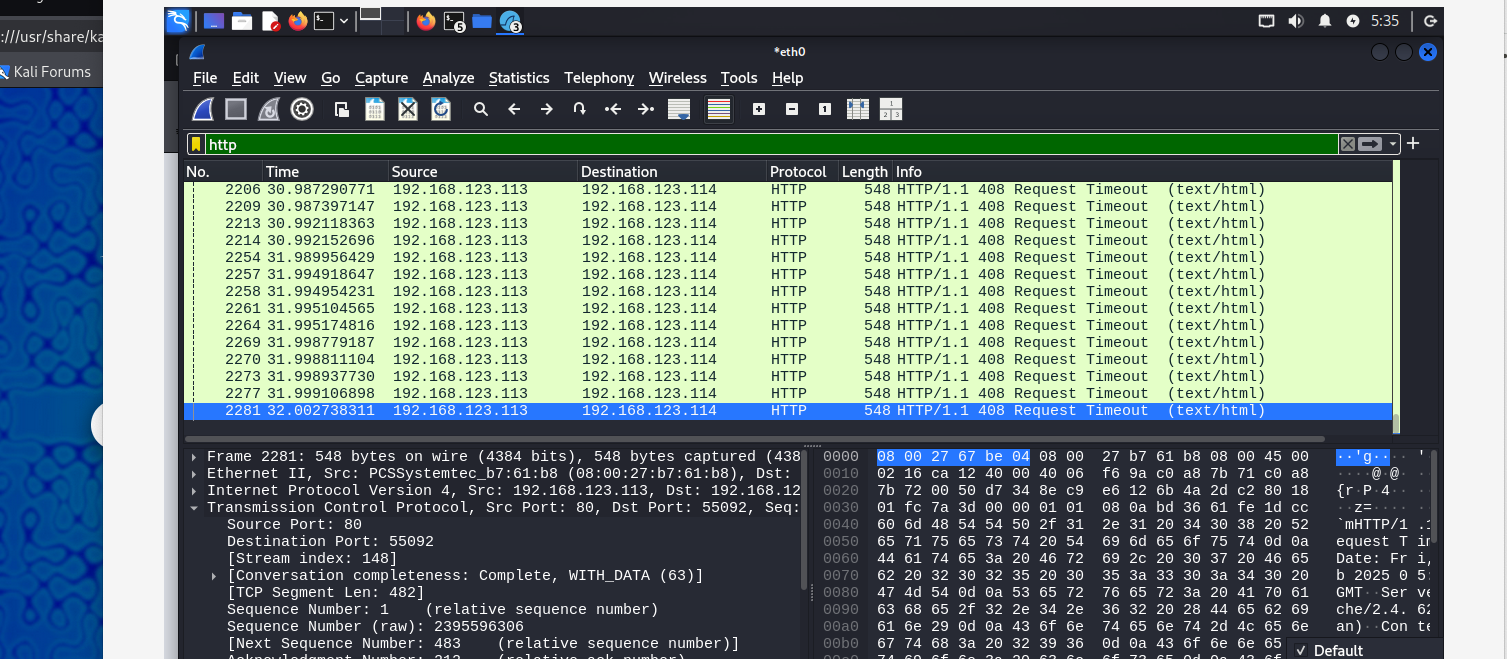 :///usr/share/ka
Kali Forums
5
3
5:35
*eth0
File Edit View Go Capture Analyze Statistics Telephony Wireless Tools Help
http
No. Time Source Destination Protocol Length Info
2206 30.987290771 192.168.123.113 192.168.123.114 HTTP 548 HTTP/1.1 408 Request Timeout (text/html)
2209 30.987397147 192.168.123.113 192.168.123.114 HTTP 548 HTTP/1.1 408 Request Timeout (text/html)
2213 30.992118363 192.168.123.113 192.168.123.114 HTTP 548 HTTP/1.1 408 Request Timeout (text/html)
2214 30.992152696 192.168.123.113 192.168.123.114 HTTP 548 HTTP/1.1 408 Request Timeout (text/html)
2254 31.989956429 192.168.123.113 192.168.123.114 HTTP 548 HTTP/1.1 408 Request Timeout (text/html)
2257 31.994918647 192.168.123.113 192.168.123.114 HTTP 548 HTTP/1.1 408 Request Timeout (text/html)
2258 31.994954231 192.168.123.113 192.168.123.114 HTTP 548 HTTP/1.1 408 Request Timeout (text/html)
2261 31.995104565 192.168.123.113 192.168.123.114 HTTP 548 HTTP/1.1 408 Request Timeout (text/html)
2264 31.995174816 192.168.123.113 192.168.123.114 HTTP 548 HTTP/1.1 408 Request Timeout (text/html)
2269 31.998779187 192.168.123.113 192.168.123.114 HTTP 548 HTTP/1.1 408 Request Timeout (text/html)
2270 31.998811104 192.168.123.113 192.168.123.114 HTTP 548 HTTP/1.1 408 Request Timeout (text/html)
2273 31.998937730 192.168.123.113 192.168.123.114 HTTP 548 HTTP/1.1 408 Request Timeout (text/html)
2277 31.999106898 192.168.123.113 192.168.123.114 HTTP 548 HTTP/1.1 408 Request Timeout (text/html)
2281 32.002738311 192.168.123.113 192.168.123.114 HTTP 548 HTTP/1.1 408 Request Timeout (text/html)
Frame 2281: 548 bytes on wire (4384 bits), 548 bytes captured (438
Ethernet II, Src: PCSSystemtec_b7:61:b8 (08:00:27:b7:61:b8), Dst:
Internet Protocol Version 4, Src: 192.168.123.113, Dst: 192.168.12
Transmission Control Protocol, Src Port: 80, Dst Port: 55092, Seq:
Source Port: 80
Destination Port: 55092
[Stream index: 148]
[Conversation completeness: Complete, WITH_DATA (63)]
[TCP Segment Len: 482]
Sequence Number: 1 (relative sequence number)
Sequence Number (raw): 2395596306
[Next Sequence Number: 483 (relative sequence number)]
0000 08 00 27 67 be 04 08 00 27 b7 61 b8 08 00 45 00 ··'g·· '
0010 02 16 ca 12 40 00 40 06 f6 9a c0 a8 7b 71 c0 a8 ····@·@·
0020 7b 72 00 50 d7 34 8e c9 e6 12 6b 4a 2d c2 80 18 {r·P·4··
0030 01 fc 7a 3d 00 00 01 01 08 0a bd 36 61 fe 1d cc ··z=····
0040 60 6d 48 54 54 50 2f 31 2e 31 20 34 30 38 20 52 `mHTTP/1 .1
0050 65 71 75 65 73 74 20 54 69 6d 65 6f 75 74 0d 0a equest T im
0060 44 61 74 65 3a 20 46 72 69 2c 20 30 37 20 46 65 Date: Fr i,
0070 62 20 32 30 32 35 20 30 35 3a 33 30 3a 34 30 20 b 2025 0 5:
0080 47 4d 54 0d 0a 53 65 72 76 65 72 3a 20 41 70 61 GMT··Ser ve
0090 63 68 65 2f 32 2e 34 2e 36 32 20 28 44 65 62 69 che/2.4. 62
00a0 61 6e 29 0d 0a 43 6f 6e 74 65 6e 74 2d 4c 65 6e an)··Con te
00b0 67 74 68 3a 20 32 39 36 0d 0a 43 6f 6e 6e 65
Default